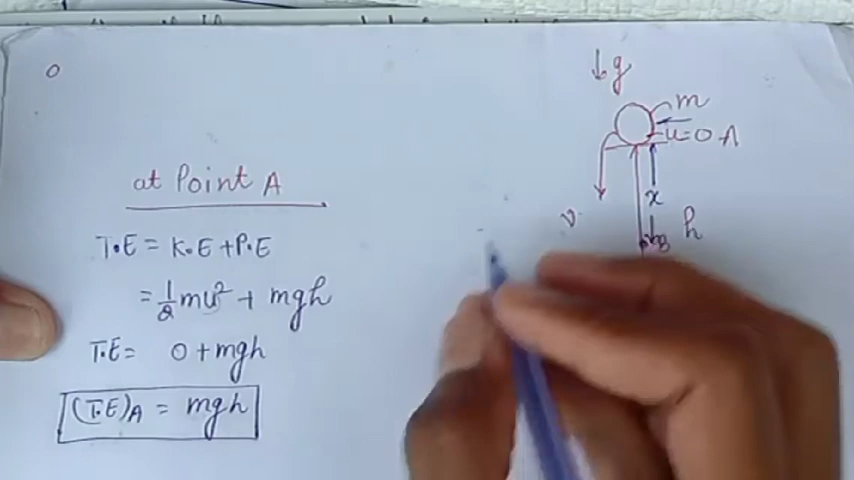 ↓g
m
u=0 A
x
v
h
B
at Point A
T.E = K.E + P.E
= 1/2 mu² + mgh
T.E = 0 + mgh
(T.E)A = mgh